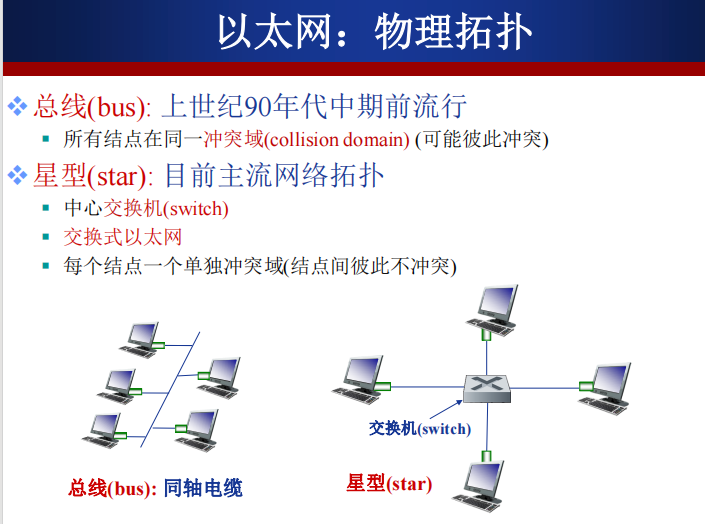 以太网：物理拓扑
总线(bus): 上世纪90年代中期前流行
所有结点在同一冲突域(collision domain) (可能彼此冲突)
星型(star): 目前主流网络拓扑
中心交换机(switch)
交换式以太网
每个结点一个单独冲突域(结点间彼此不冲突)
交换机(switch)
总线(bus): 同轴电缆
星型(star)